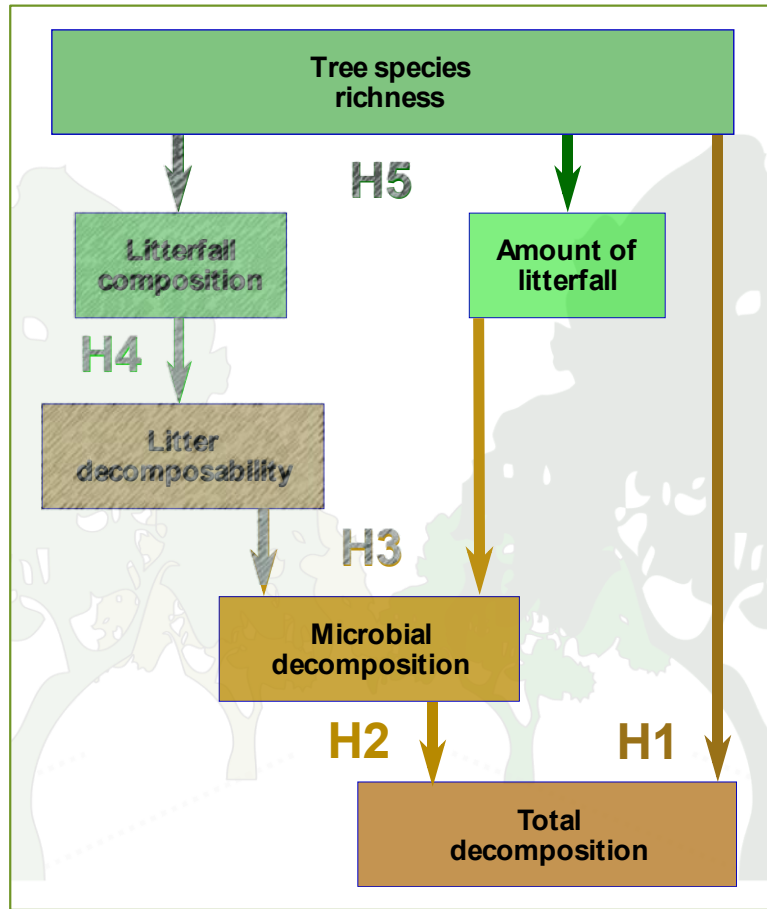 Tree species
richness
H5
Litterfall
composition
Amount of
litterfall
H4
Litter
decomposability
H3
Microbial
decomposition
H2
H1
Total
decomposition